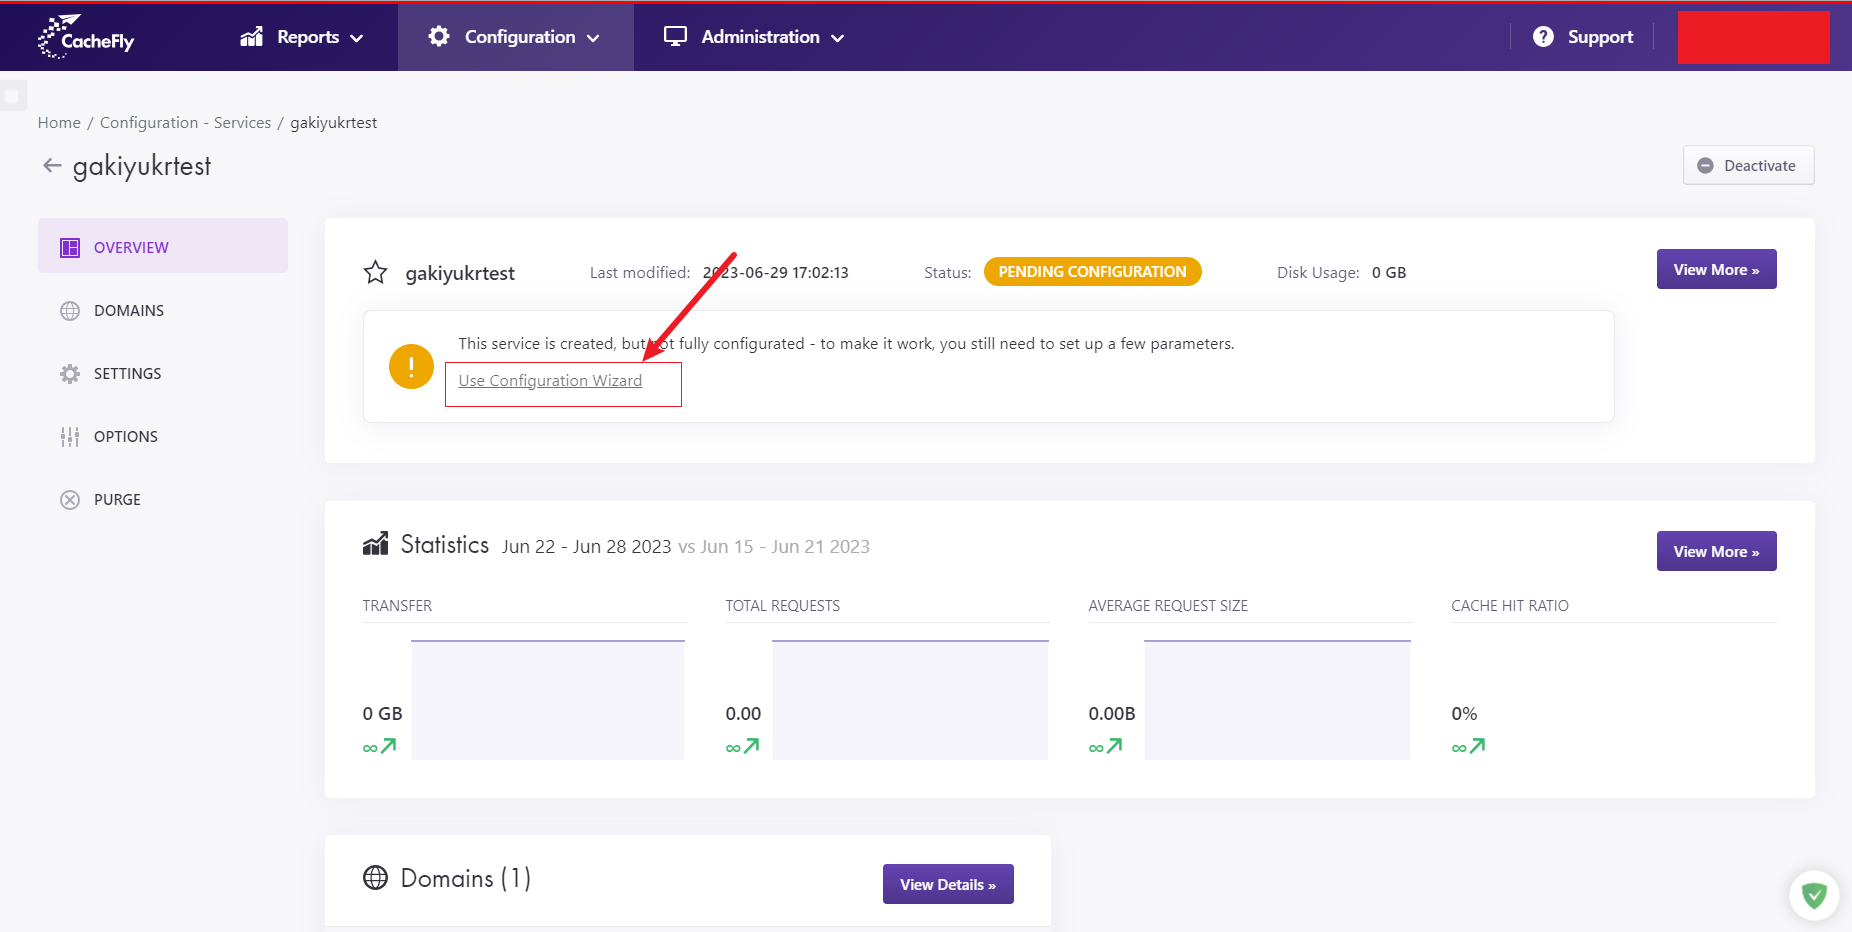 CacheFly
Reports
Configuration
Administration
Support
Home / Configuration - Services / gakiyukrtest
gakiyukrtest
Deactivate
OVERVIEW
DOMAINS
SETTINGS
OPTIONS
PURGE
gakiyukrtest
Last modified: 2023-06-29 17:02:13
Status: PENDING CONFIGURATION
Disk Usage: 0 GB
View More »
This service is created, but not fully configurated - to make it work, you still need to set up a few parameters.
Use Configuration Wizard
Statistics Jun 22 - Jun 28 2023 vs Jun 15 - Jun 21 2023
View More »
TRANSFER
0 GB
∞
TOTAL REQUESTS
0.00
∞
AVERAGE REQUEST SIZE
0.00B
∞
CACHE HIT RATIO
0%
∞
Domains (1)
View Details »